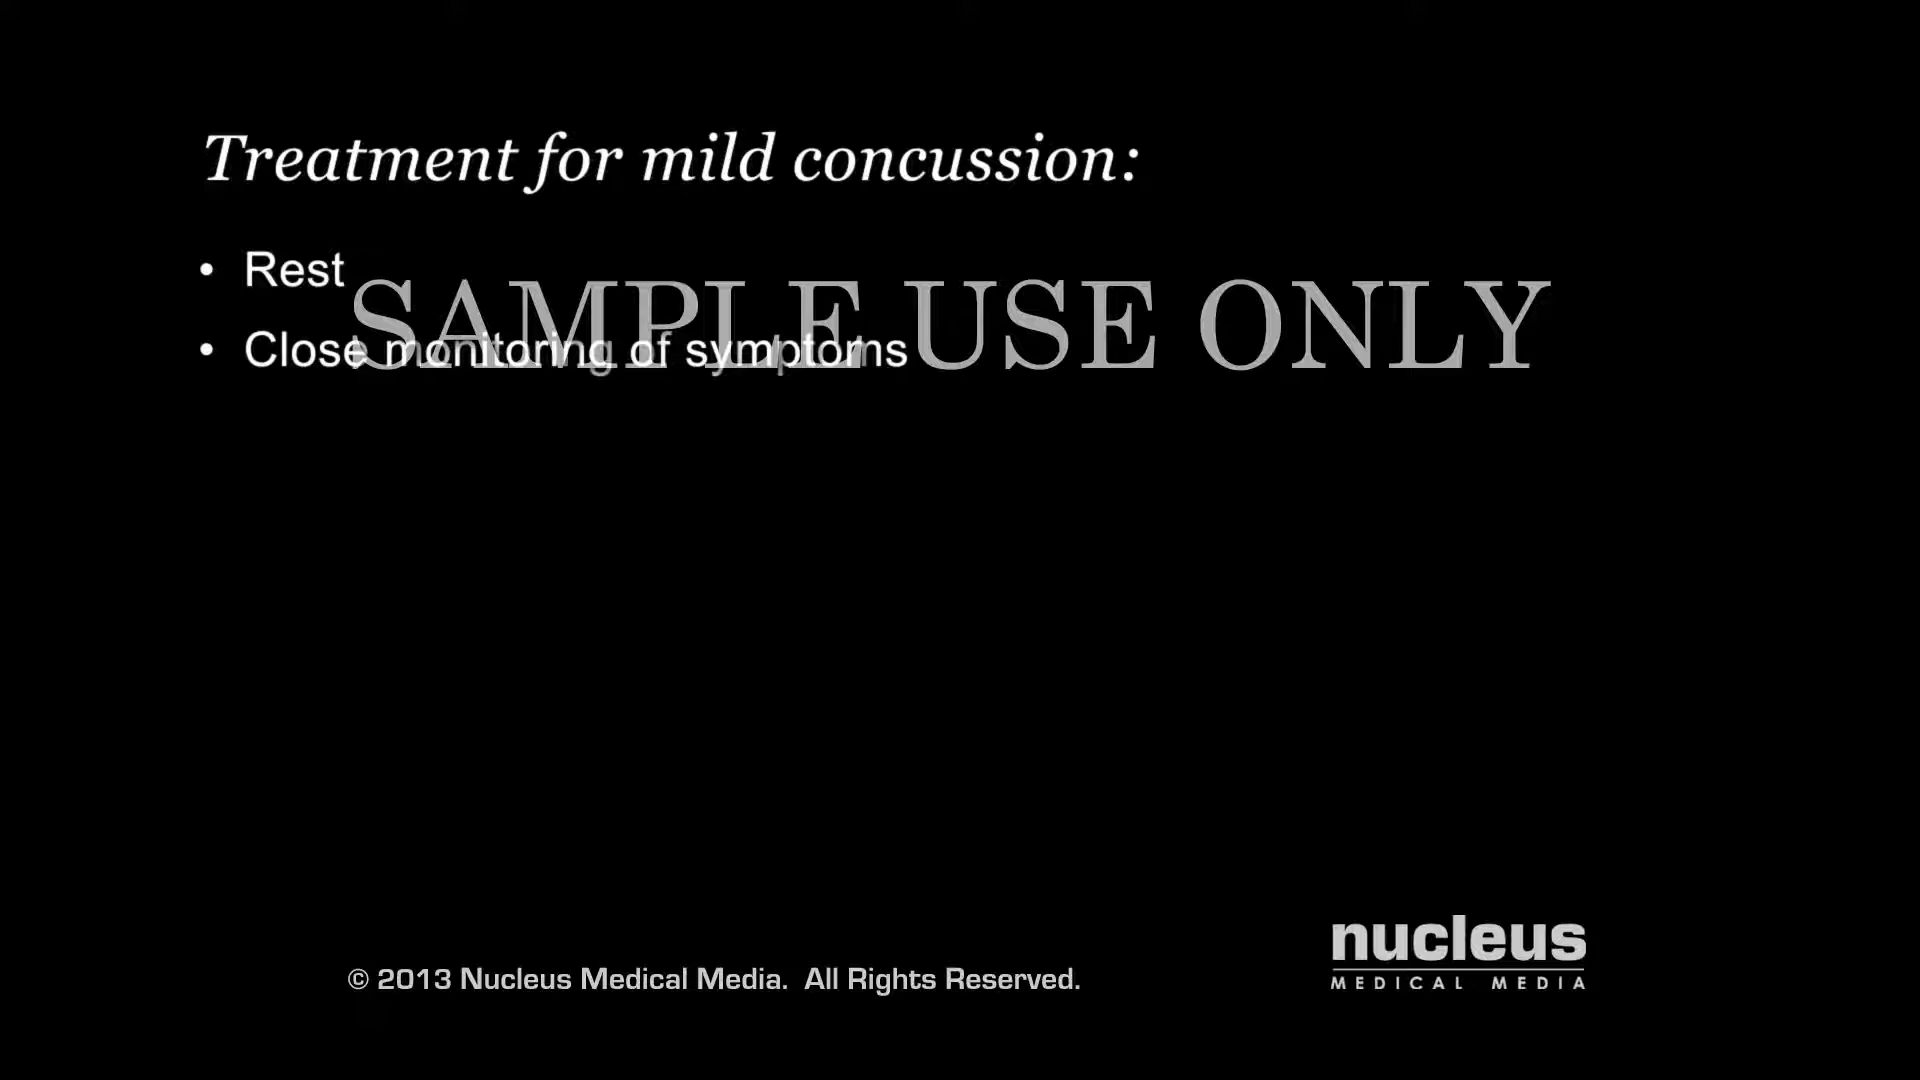 Treatment for mild concussion:
• Rest
SAMPLE USE ONLY
• Close monitoring of symptoms
nucleus
MEDICAL MEDIA
© 2013 Nucleus Medical Media. All Rights Reserved.